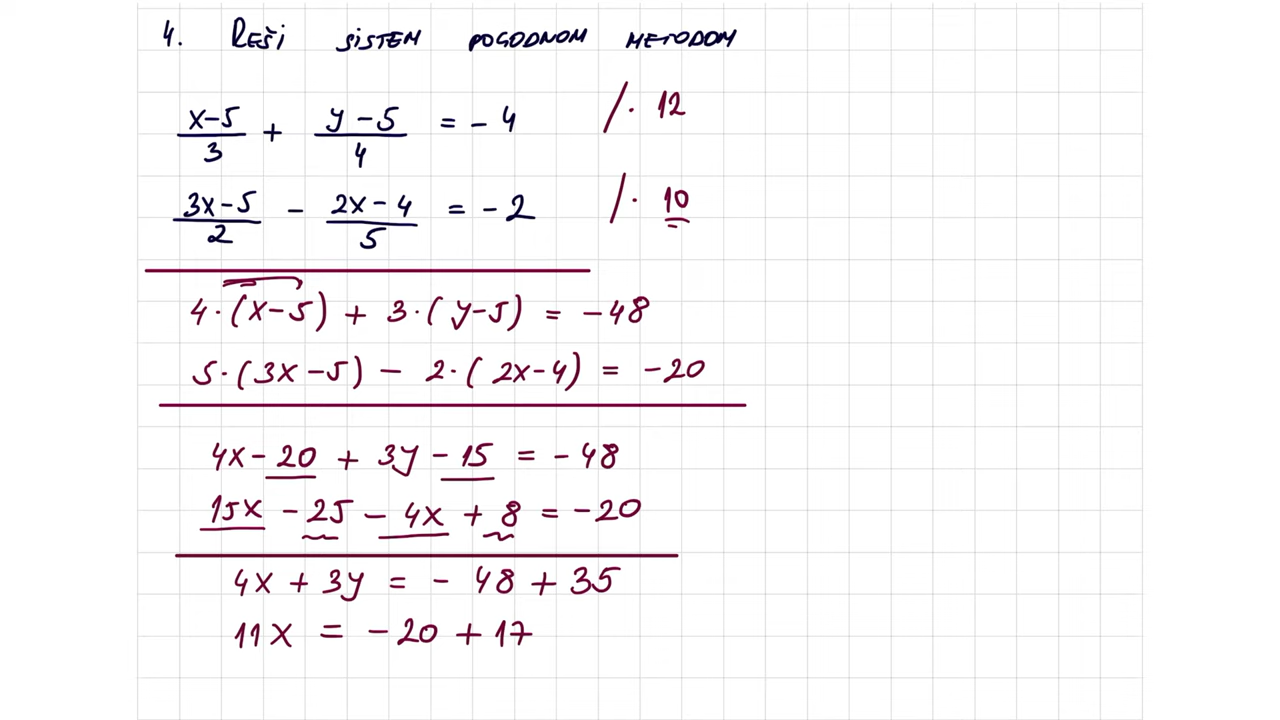 4. Reši sistem pogodnom metodom
(x-5)/3 + (y-5)/4 = -4 /· 12
(3x-5)/2 - (2x-4)/5 = -2 /· 10
4·(x-5) + 3·(y-5) = -48
5·(3x-5) - 2·(2x-4) = -20
4x-20 + 3y-15 = -48
15x -25 - 4x + 8 = -20
4x + 3y = -48 + 35
11x = -20 + 17